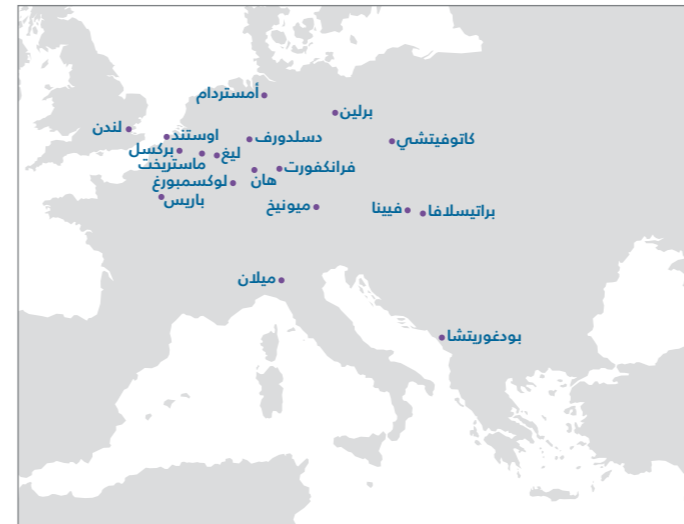 أمستردام
برلين
لندن
اوستند
دسلدورف
كاتوفيتشي
بركسل
ليغ
ماستريخت
فرانكفورت
هان
لوكسمبورغ
باريس
ميونيخ
فيينا
براتيسلافا
ميلان
بودغوريتشا